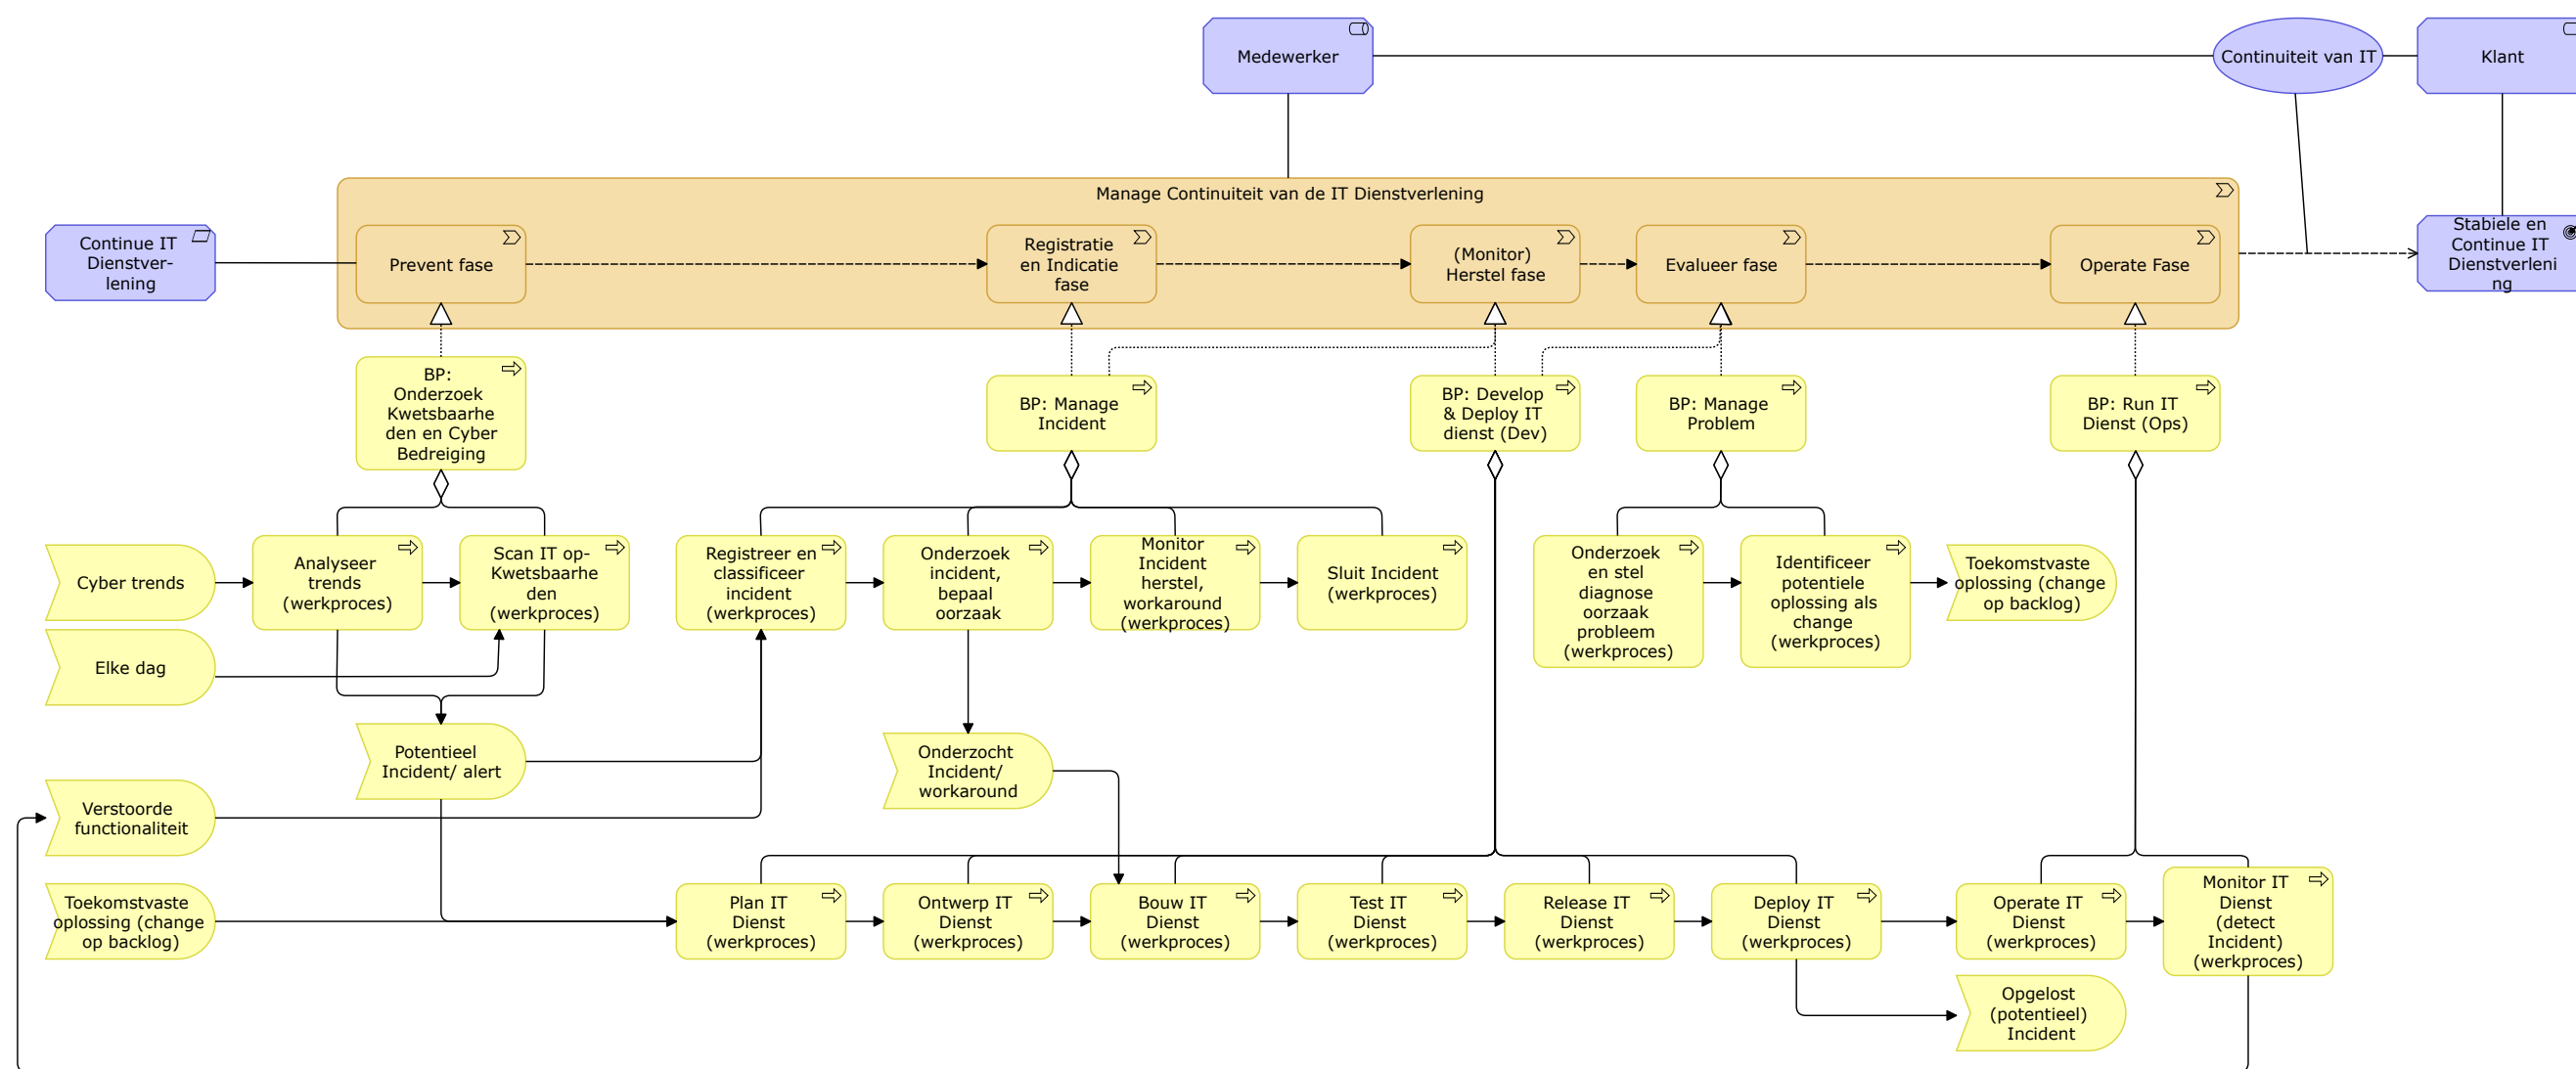 Medewerker
Continuiteit van IT
Klant
Manage Continuiteit van de IT Dienstverlening
Continue IT
Dienstver-
lening
Prevent fase
Registratie
en Indicatie
fase
(Monitor)
Herstel fase
Evalueer fase
Operate Fase
Stabiele en
Continue IT
Dienstverleni
ng
BP:
Onderzoek
Kwetsbaarhe
den en Cyber
Bedreiging
BP: Manage
Incident
BP: Develop
& Deploy IT
dienst (Dev)
BP: Manage
Problem
BP: Run IT
Dienst (Ops)
Cyber trends
Analyseer
trends
(werkproces)
Scan IT op-
Kwetsbaarhe
den
(werkproces)
Registreer en
classificeer
incident
(werkproces)
Onderzoek
incident,
bepaal
oorzaak
Monitor
Incident
herstel,
workaround
(werkproces)
Sluit Incident
(werkproces)
Onderzoek
en stel
diagnose
oorzaak
probleem
(werkproces)
Identificeer
potentiele
oplossing als
change
(werkproces)
Toekomstvaste
oplossing (change
op backlog)
Elke dag
Potentieel
Incident/ alert
Onderzocht
Incident/
workaround
Verstoorde
functionaliteit
Toekomstvaste
oplossing (change
op backlog)
Plan IT
Dienst
(werkproces)
Ontwerp IT
Dienst
(werkproces)
Bouw IT
Dienst
(werkproces)
Test IT
Dienst
(werkproces)
Release IT
Dienst
(werkproces)
Deploy IT
Dienst
(werkproces)
Operate IT
Dienst
(werkproces)
Monitor IT
Dienst
(detect
Incident)
(werkproces)
Opgelost
(potentieel)
Incident